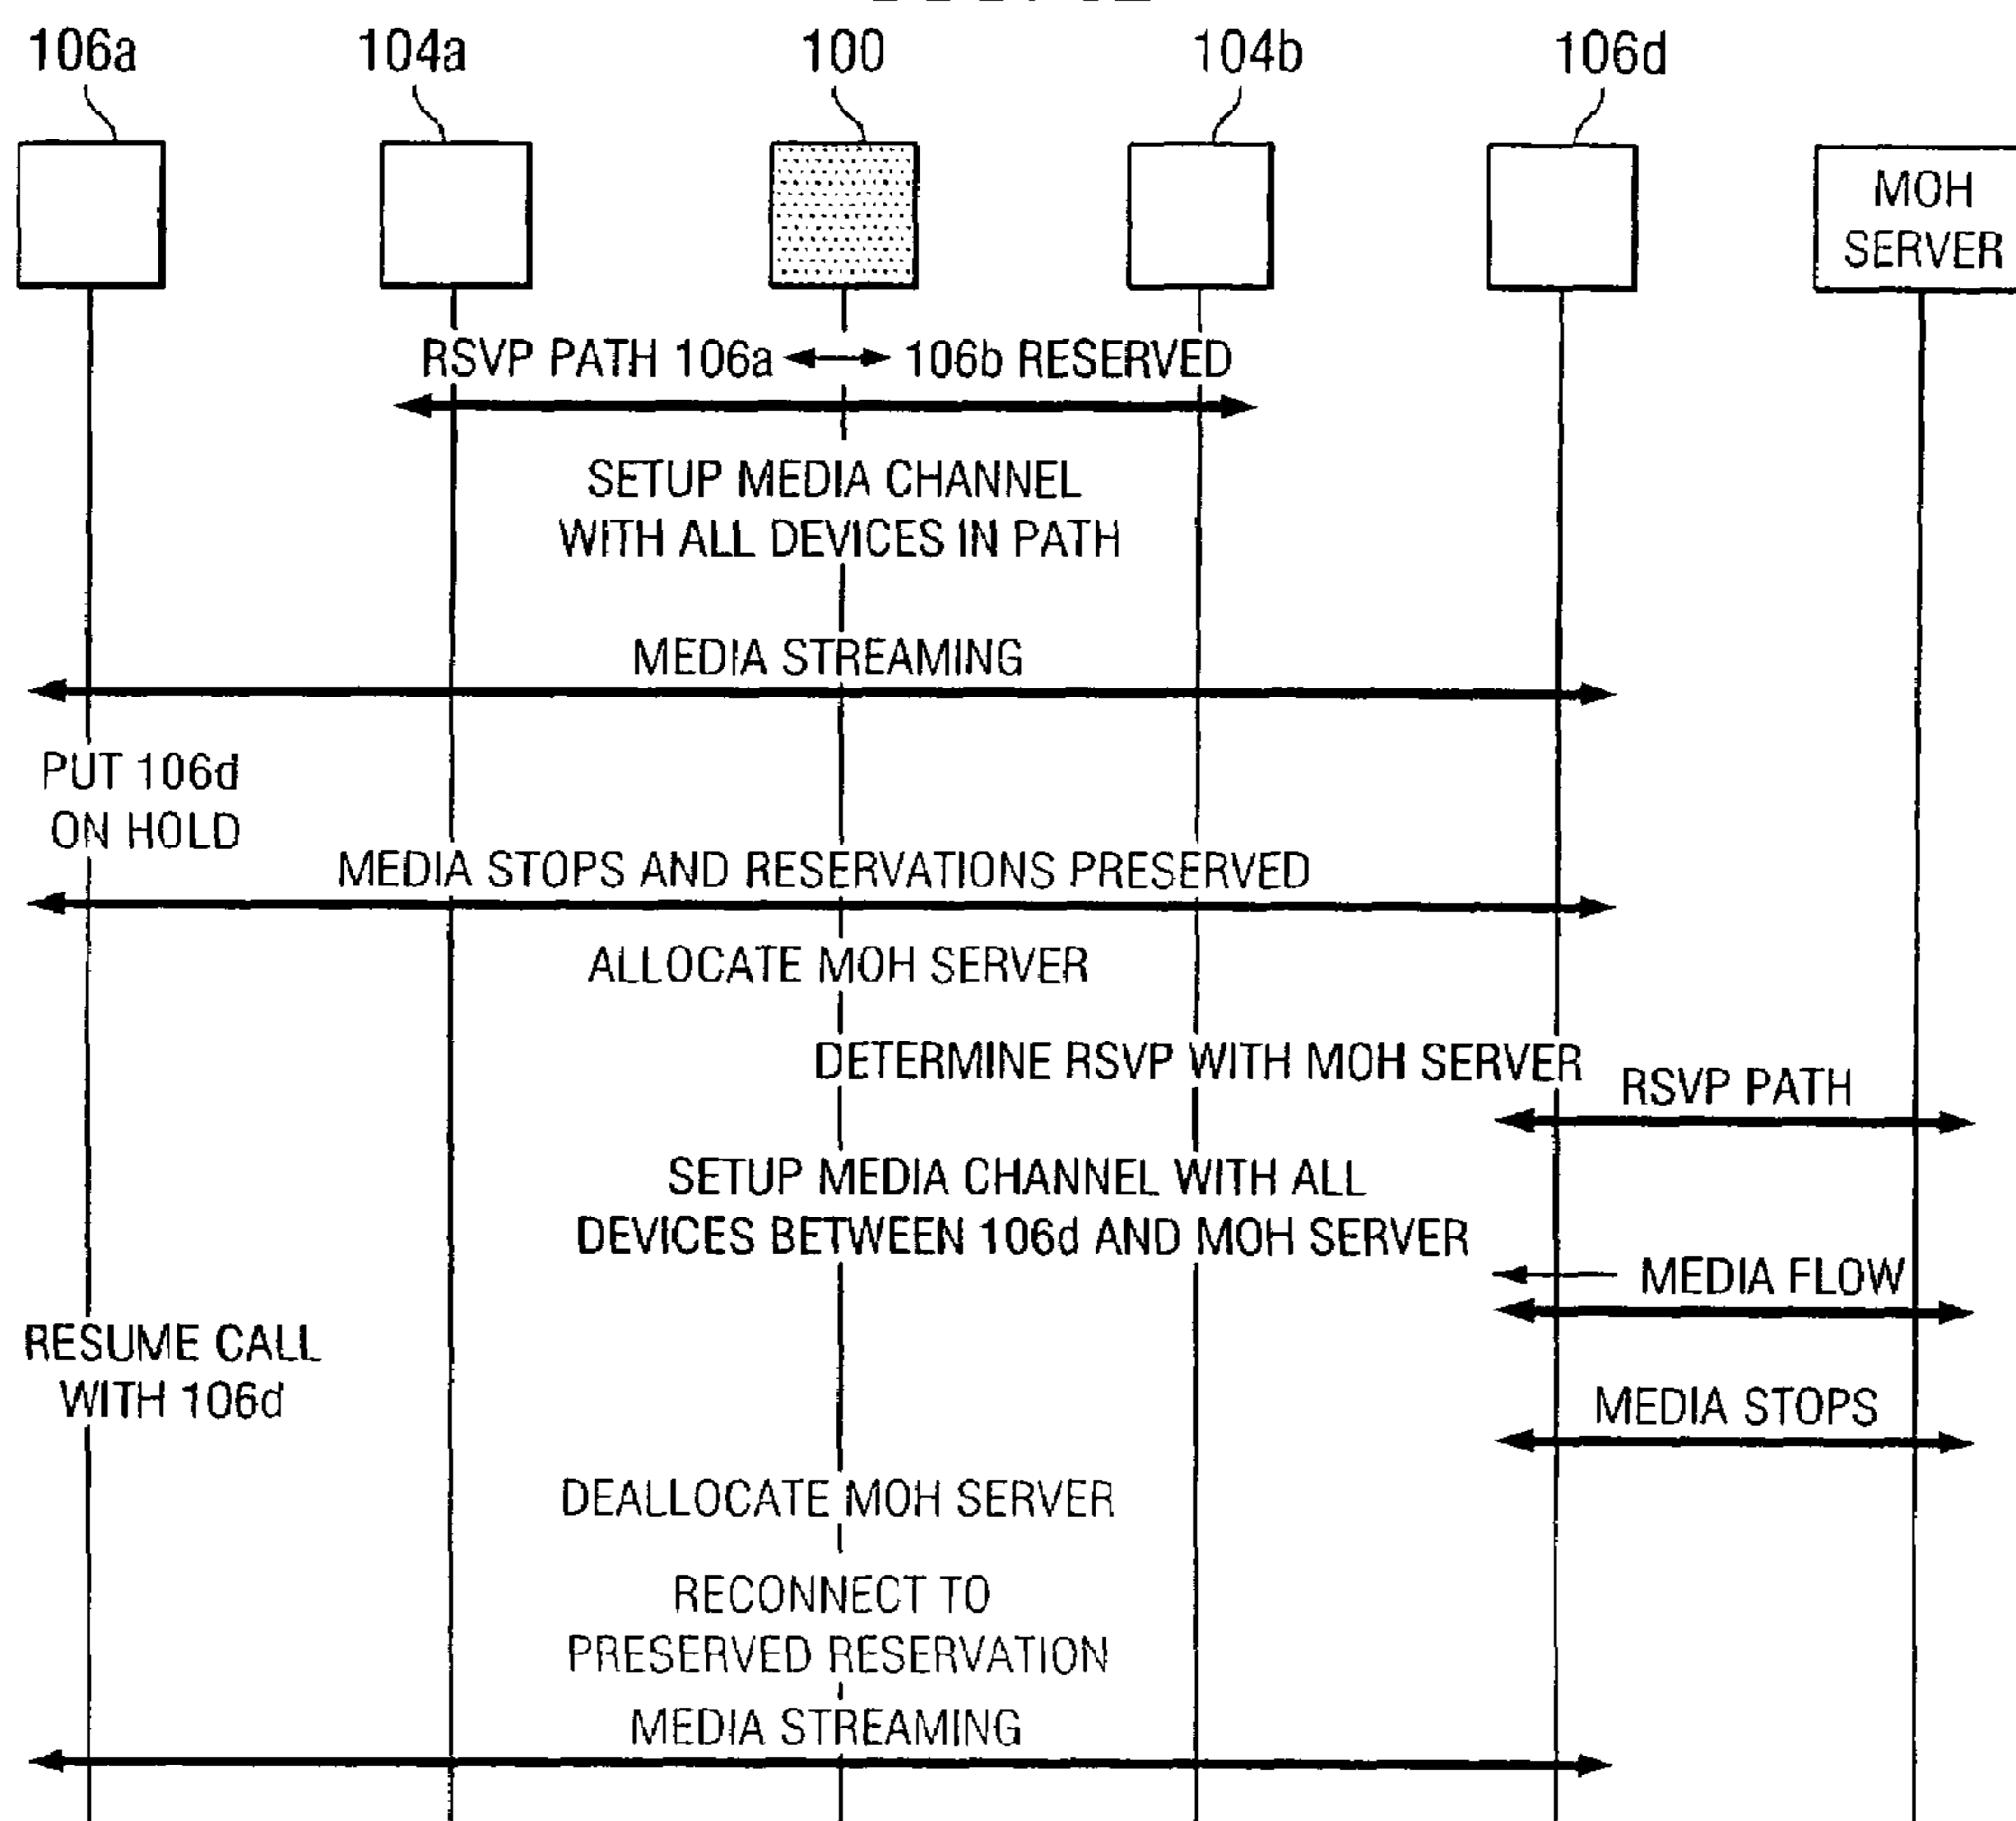 106a 104a 100 104b 106d
MOH
SERVER
RSVP PATH 106a ↔ 106b RESERVED
SETUP MEDIA CHANNEL
WITH ALL DEVICES IN PATH
MEDIA STREAMING
PUT 106d
ON HOLD
MEDIA STOPS AND RESERVATIONS PRESERVED
ALLOCATE MOH SERVER
DETERMINE RSVP WITH MOH SERVER
RSVP PATH
SETUP MEDIA CHANNEL WITH ALL
DEVICES BETWEEN 106d AND MOH SERVER
MEDIA FLOW
RESUME CALL
WITH 106d
MEDIA STOPS
DEALLOCATE MOH SERVER
RECONNECT TO
PRESERVED RESERVATION
MEDIA STREAMING